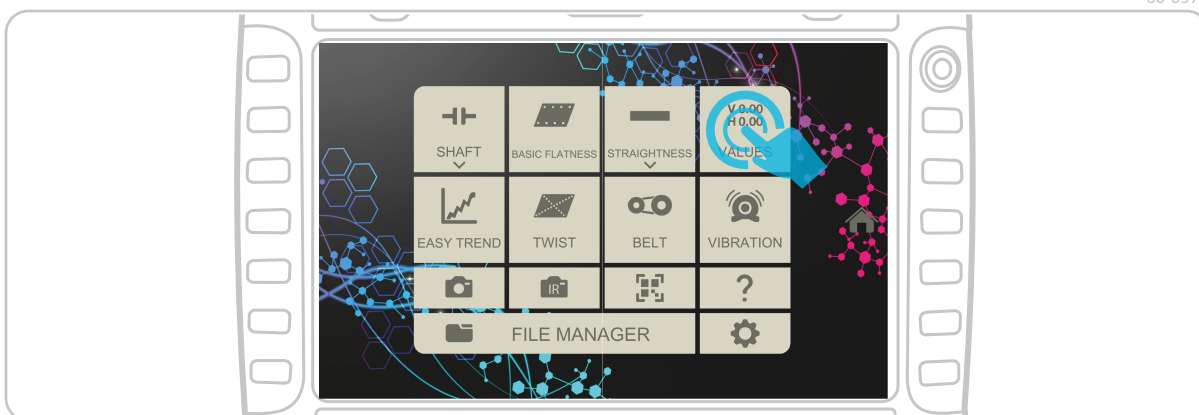 V 0.00
H 0.00
SHAFT
BASIC FLATNESS
STRAIGHTNESS
VALUES
EASY TREND
TWIST
BELT
VIBRATION
IR
?
FILE MANAGER